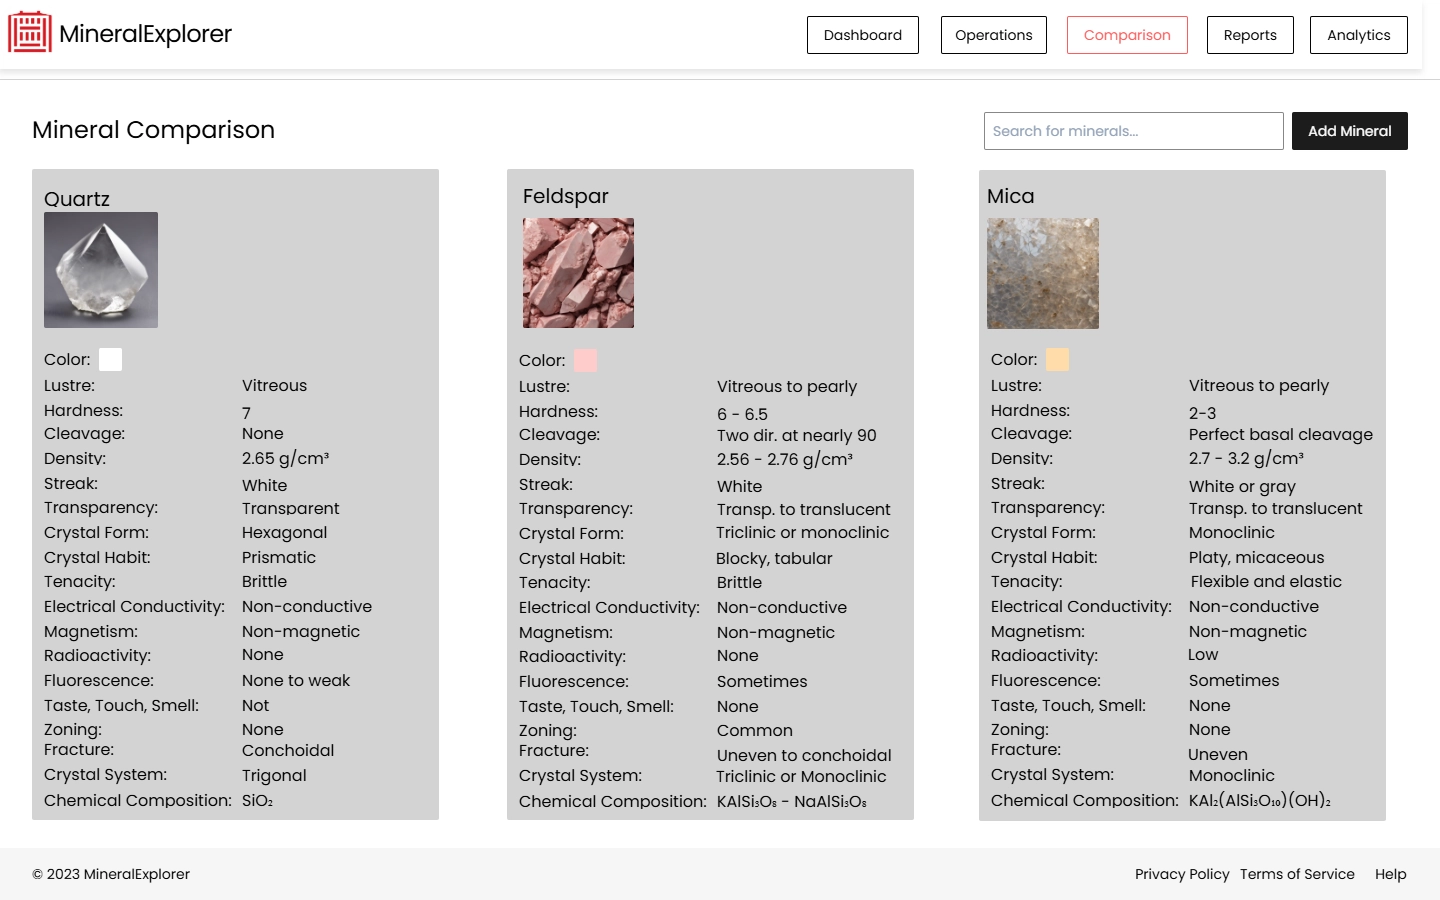 MineralExplorer
Dashboard Operations Comparison Reports Analytics
Mineral Comparison
Search for minerals...
Add Mineral
Quartz
Color:
Lustre: Vitreous
Hardness: 7
Cleavage: None
Density: 2.65 g/cm³
Streak: White
Transparency: Transparent
Crystal Form: Hexagonal
Crystal Habit: Prismatic
Tenacity: Brittle
Electrical Conductivity: Non-conductive
Magnetism: Non-magnetic
Radioactivity: None
Fluorescence: None to weak
Taste, Touch, Smell: Not
Zoning: None
Fracture: Conchoidal
Crystal System: Trigonal
Chemical Composition: SiO₂
Feldspar
Color:
Lustre: Vitreous to pearly
Hardness: 6 - 6.5
Cleavage: Two dir. at nearly 90
Density: 2.56 - 2.76 g/cm³
Streak: White
Transparency: Transp. to translucent
Crystal Form: Triclinic or monoclinic
Crystal Habit: Blocky, tabular
Tenacity: Brittle
Electrical Conductivity: Non-conductive
Magnetism: Non-magnetic
Radioactivity: None
Fluorescence: Sometimes
Taste, Touch, Smell: None
Zoning: Common
Fracture: Uneven to conchoidal
Crystal System: Triclinic or Monoclinic
Chemical Composition: KAlSi₃O₈ - NaAlSi₃O₈
Mica
Color:
Lustre: Vitreous to pearly
Hardness: 2-3
Cleavage: Perfect basal cleavage
Density: 2.7 - 3.2 g/cm³
Streak: White or gray
Transparency: Transp. to translucent
Crystal Form: Monoclinic
Crystal Habit: Platy, micaceous
Tenacity: Flexible and elastic
Electrical Conductivity: Non-conductive
Magnetism: Non-magnetic
Radioactivity: Low
Fluorescence: Sometimes
Taste, Touch, Smell: None
Zoning: None
Fracture: Uneven
Crystal System: Monoclinic
Chemical Composition: KAl₂(AlSi₃O₁₀)(OH)₂
© 2023 MineralExplorer
Privacy Policy Terms of Service Help